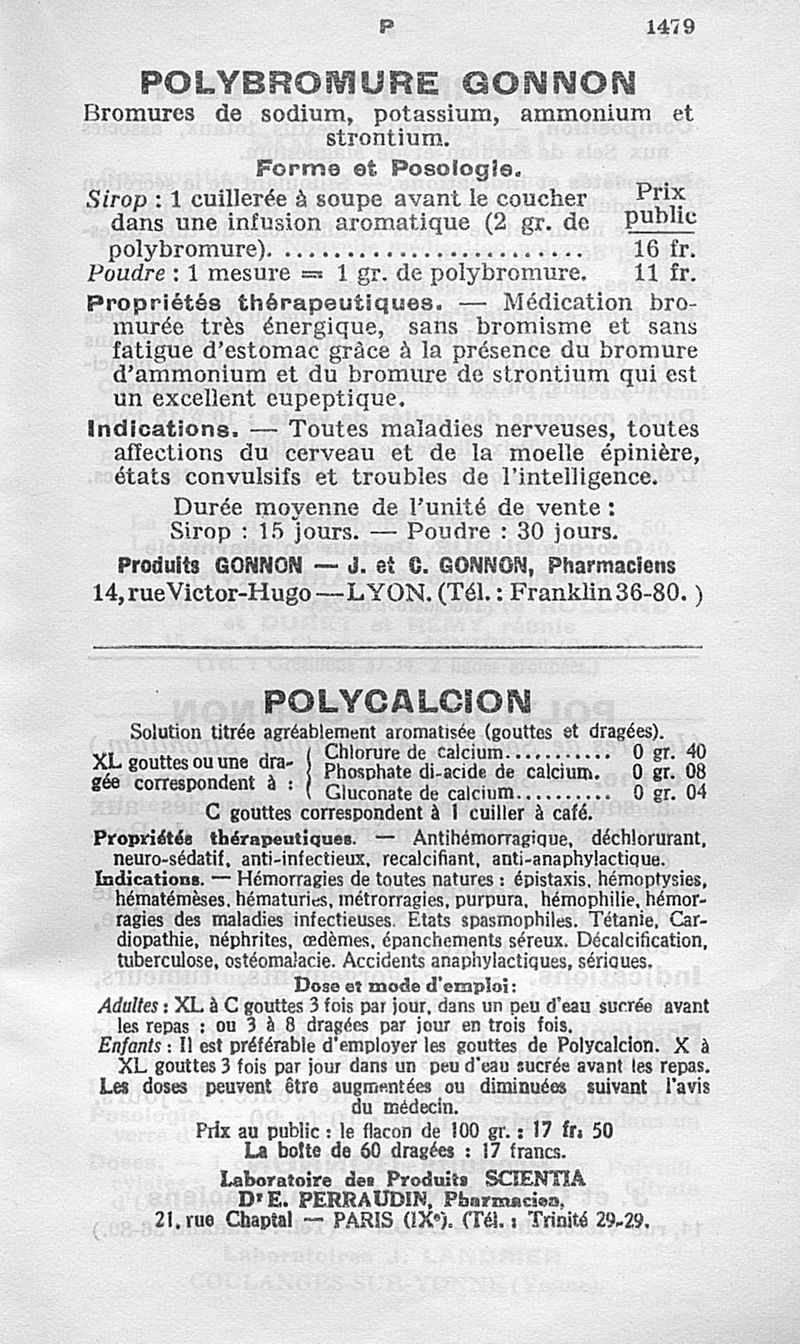 P 1479
POLYBROMURE GONNON
Bromures de sodium, potassium, ammonium et
strontium.
Forme et Posologie.
Sirop : 1 cuillerée à soupe avant le coucher Prix
dans une infusion aromatique (2 gr. de public
polybromure). ........................ 16 fr.
Poudre : 1 mesure = 1 gr. de polybromure. 11 fr.
Propriétés thérapeutiques. — Médication bro-
murée très énergique, sans bromisme et sans
fatigue d'estomac grâce à la présence du bromure
d'ammonium et du bromure de strontium qui est
un excellent eupeptique.
Indications. — Toutes maladies nerveuses, toutes
affections du cerveau et de la moelle épinière,
états convulsifs et troubles de l'intelligence.
Durée moyenne de l'unité de vente :
Sirop : 15 jours. — Poudre : 30 jours.
Produits GONNON — J. et C. GONNON, Pharmaciens
14, rue Victor-Hugo — LYON. (Tél. : Franklin 36-80. )
POLYCALCION
Solution titrée agréablement aromatisée (gouttes et dragées).
XL gouttes ou une dra- { Chlorure de calcium........... 0 gr. 40
gée correspondent à : { Phosphate di-acide de calcium. 0 gr. 08
Gluconate de calcium.......... 0 gr. 04
C gouttes correspondent à 1 cuiller à café.
Propriétés thérapeutiques. — Antihémorragique, déchlorurant,
neuro-sédatif, anti-infectieux, recalcifiant, anti-anaphylactique.
Indications. — Hémorragies de toutes natures : épistaxis, hémoptysies,
hématémèses, hématuries, métrorragies, purpura, hémophilie, hémor-
ragies des maladies infectieuses. Etats spasmophiles. Tétanie, Car-
diopathie, néphrites, œdèmes, épanchements séreux. Décalcification,
tuberculose, ostéomalacie. Accidents anaphylactiques, sériques.
Dose et mode d'emploi :
Adultes : XL à C gouttes 3 fois par jour, dans un peu d'eau sucrée avant
les repas : ou 3 à 8 dragées par jour en trois fois.
Enfants : Il est préférable d'employer les gouttes de Polycalcion. X à
XL gouttes 3 fois par jour dans un peu d'eau sucrée avant les repas.
Les doses peuvent être augmentées ou diminuées suivant l'avis
du médecin.
Prix au public : le flacon de 100 gr. : 17 fr. 50
La boîte de 60 dragées : 17 francs.
Laboratoire des Produits SCIENTIA
Dr E. PERRAUDIN, Pharmacien,
21, rue Chaptal — PARIS (IXe). (Tél. : Trinité 29-29.